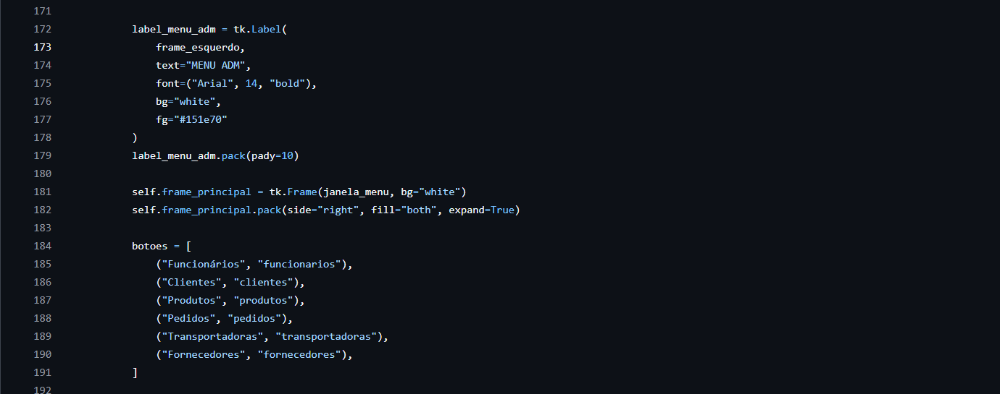 171
172 label_menu_adm = tk.Label(
173 frame_esquerdo,
174 text="MENU ADM",
175 font=("Arial", 14, "bold"),
176 bg="white",
177 fg="#151e70"
178 )
179 label_menu_adm.pack(pady=10)
180
181 self.frame_principal = tk.Frame(janela_menu, bg="white")
182 self.frame_principal.pack(side="right", fill="both", expand=True)
183
184 botoes = [
185 ("Funcionários", "funcionarios"),
186 ("Clientes", "clientes"),
187 ("Produtos", "produtos"),
188 ("Pedidos", "pedidos"),
189 ("Transportadoras", "transportadoras"),
190 ("Fornecedores", "fornecedores"),
191 ]
192